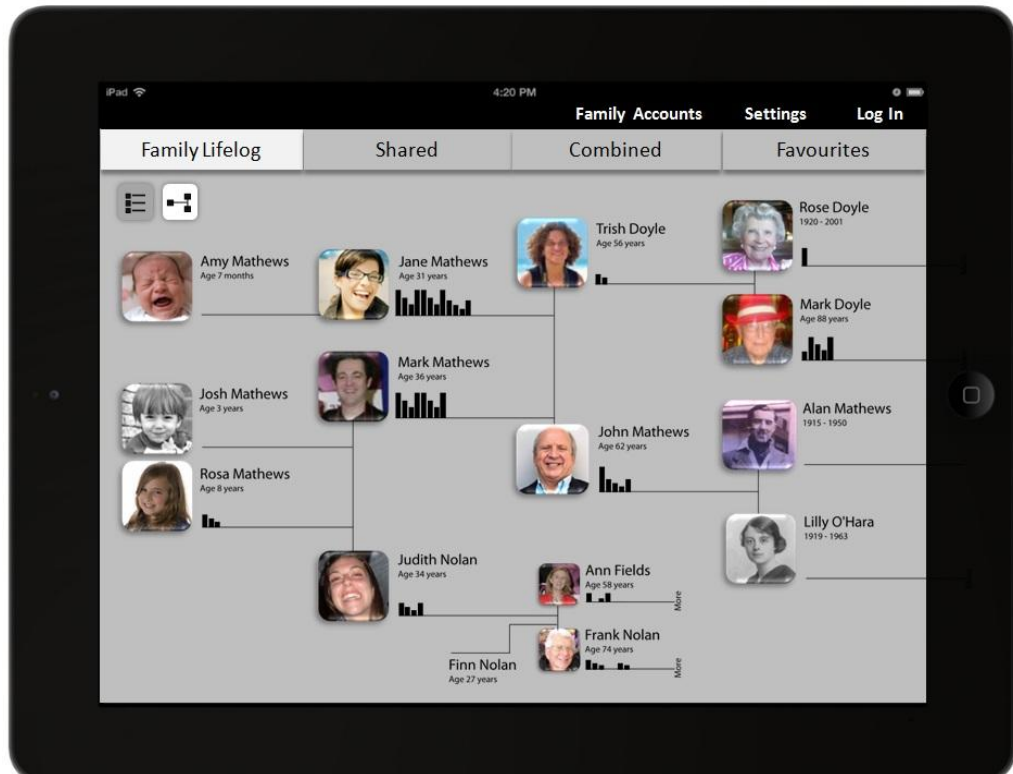 iPad
4:20 PM
Family Accounts
Settings
Log In
Family Lifelog
Shared
Combined
Favourites
Amy Mathews
Age 7 months
Jane Mathews
Age 31 years
Trish Doyle
Age 56 years
Rose Doyle
1920 - 2001
Mark Doyle
Age 88 years
Josh Mathews
Age 3 years
Mark Mathews
Age 36 years
Alan Mathews
1915 - 1950
John Mathews
Age 62 years
Rosa Mathews
Age 8 years
Lilly O'Hara
1919 - 1963
Judith Nolan
Age 34 years
Ann Fields
Age 58 years
More
Frank Nolan
Age 74 years
More
Finn Nolan
Age 27 years